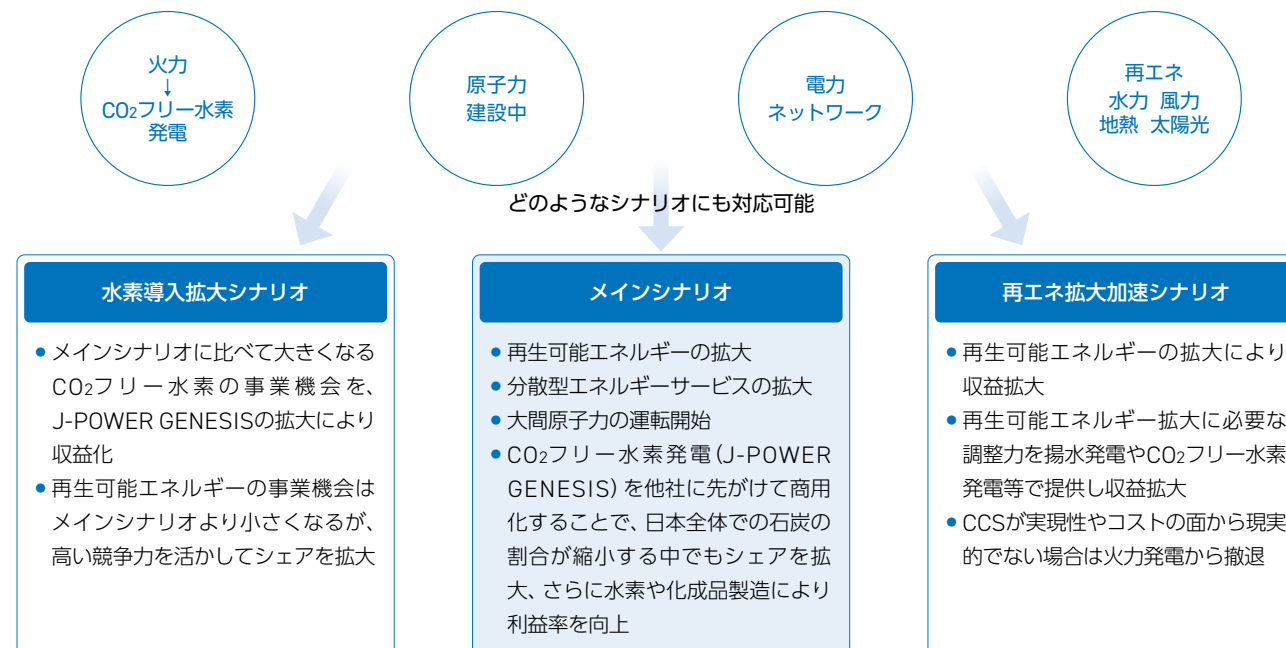 火力
↓
CO2フリー水素
発電
原子力
建設中
電力
ネットワーク
再エネ
水力 風力
地熱 太陽光
どのようなシナリオにも対応可能
水素導入拡大シナリオ
• メインシナリオに比べて大きくなる
CO2フリー水素の事業機会を、
J-POWER GENESISの拡大により
収益化
• 再生可能エネルギーの事業機会は
メインシナリオより小さくなるが、
高い競争力を活かしてシェアを拡大
メインシナリオ
• 再生可能エネルギーの拡大
• 分散型エネルギーサービスの拡大
• 大間原子力の運転開始
• CO2フリー水素発電（J-POWER
GENESIS）を他社に先がけて商用
化することで、日本全体での石炭の
割合が縮小する中でもシェアを拡
大、さらに水素や化成品製造により
利益率を向上
再エネ拡大加速シナリオ
• 再生可能エネルギーの拡大により
収益拡大
• 再生可能エネルギー拡大に必要な
調整力を揚水発電やCO2フリー水素
発電等で提供し収益拡大
• CCSが実現性やコストの面から現実
的でない場合は火力発電から撤退